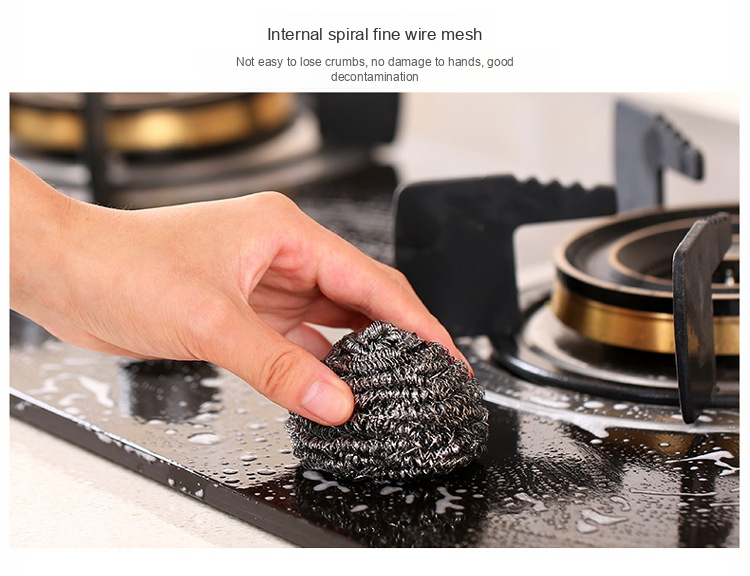 Internal spiral fine wire mesh
Not easy to lose crumbs, no damage to hands, good
decontamination